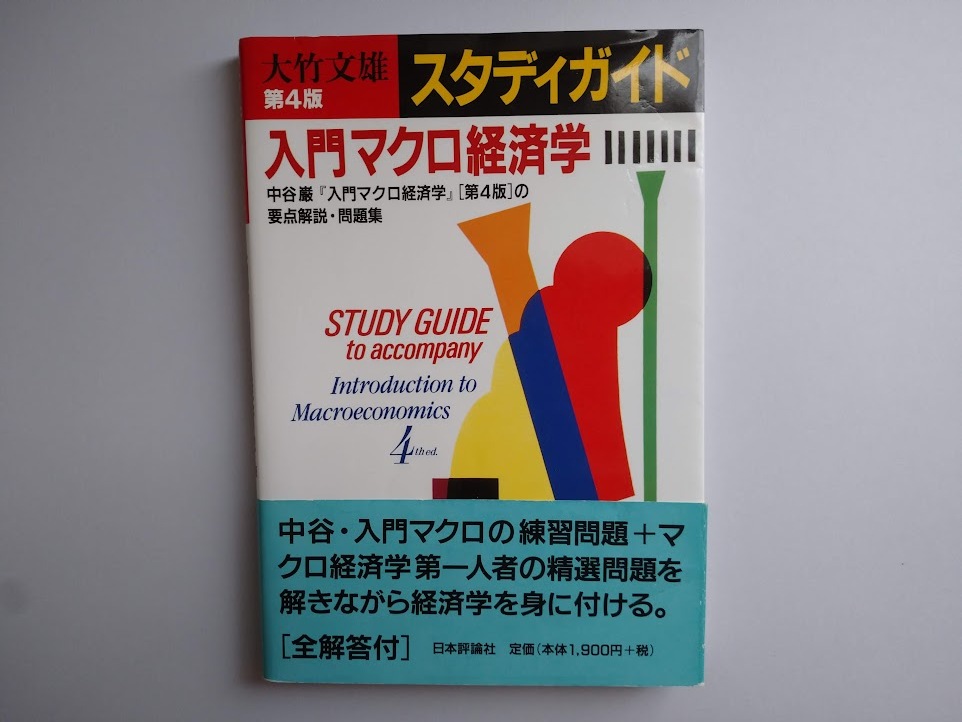 大竹文雄
第4版
スタディガイド
入門マクロ経済学
中谷巌『入門マクロ経済学』[第4版]の
要点解説・問題集
STUDY GUIDE
to accompany
Introduction to
Macroeconomics
4th ed.
中谷・入門マクロの練習問題＋マ
クロ経済学第一人者の精選問題を
解きながら経済学を身に付ける。
[全解答付] 日本評論社 定価(本体1,900円＋税)